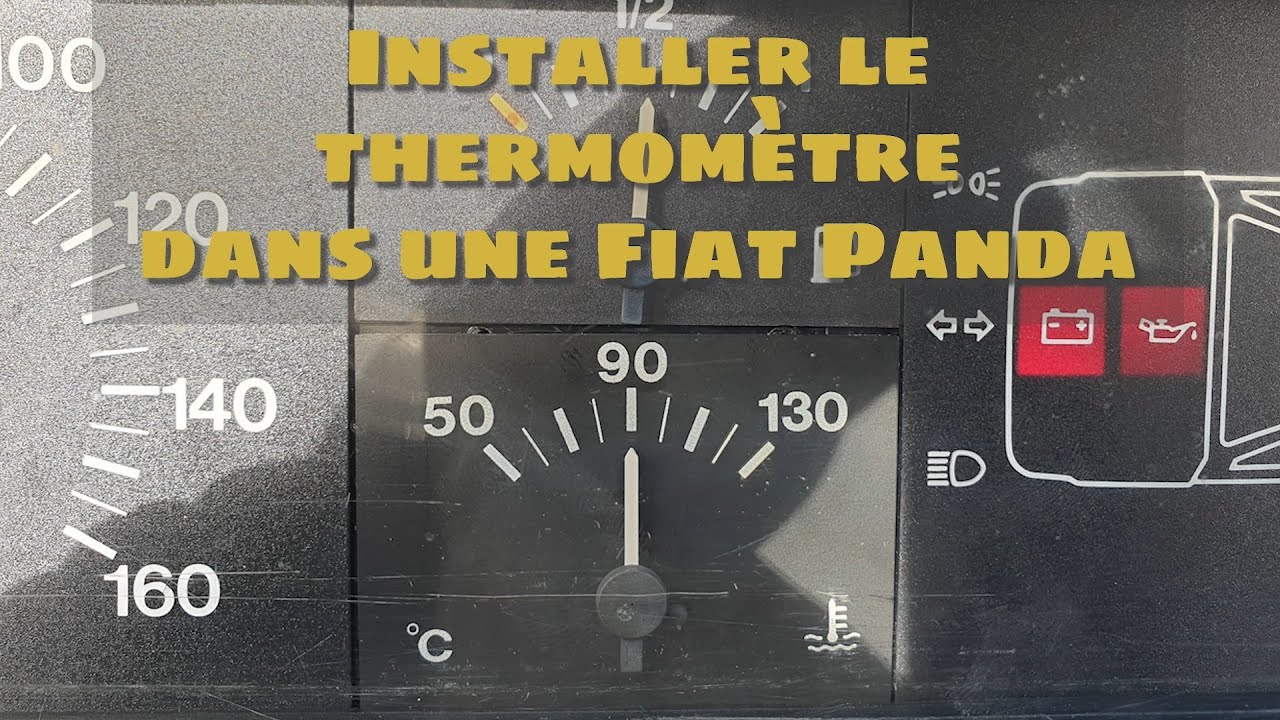 1/2
Installer le
thermomètre
dans une Fiat Panda
100
120
140
160
50
90
130
°C